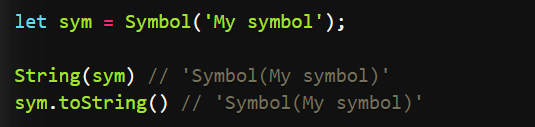 let sym = Symbol('My symbol');
String(sym) // 'Symbol(My symbol)'
sym.toString() // 'Symbol(My symbol)'